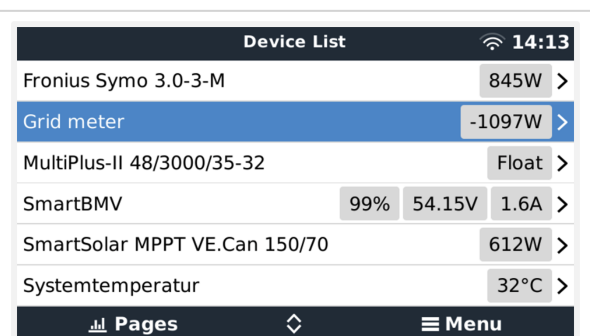 Device List 14:13
Fronius Symo 3.0-3-M 845W
Grid meter -1097W
MultiPlus-II 48/3000/35-32 Float
SmartBMV 99% 54.15V 1.6A
SmartSolar MPPT VE.Can 150/70 612W
Systemtemperatur 32°C
Pages Menu